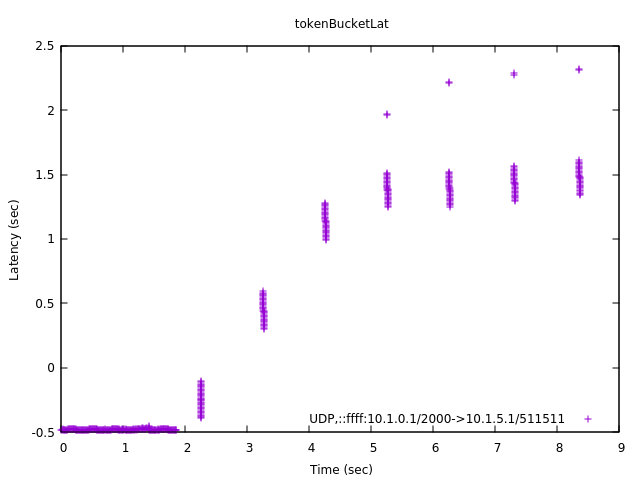 tokenBucketLat
2.5
2
1.5
1
0.5
0
-0.5
Latency (sec)
UDP,::ffff:10.1.0.1/2000->10.1.5.1/511511
0 1 2 3 4 5 6 7 8 9
Time (sec)